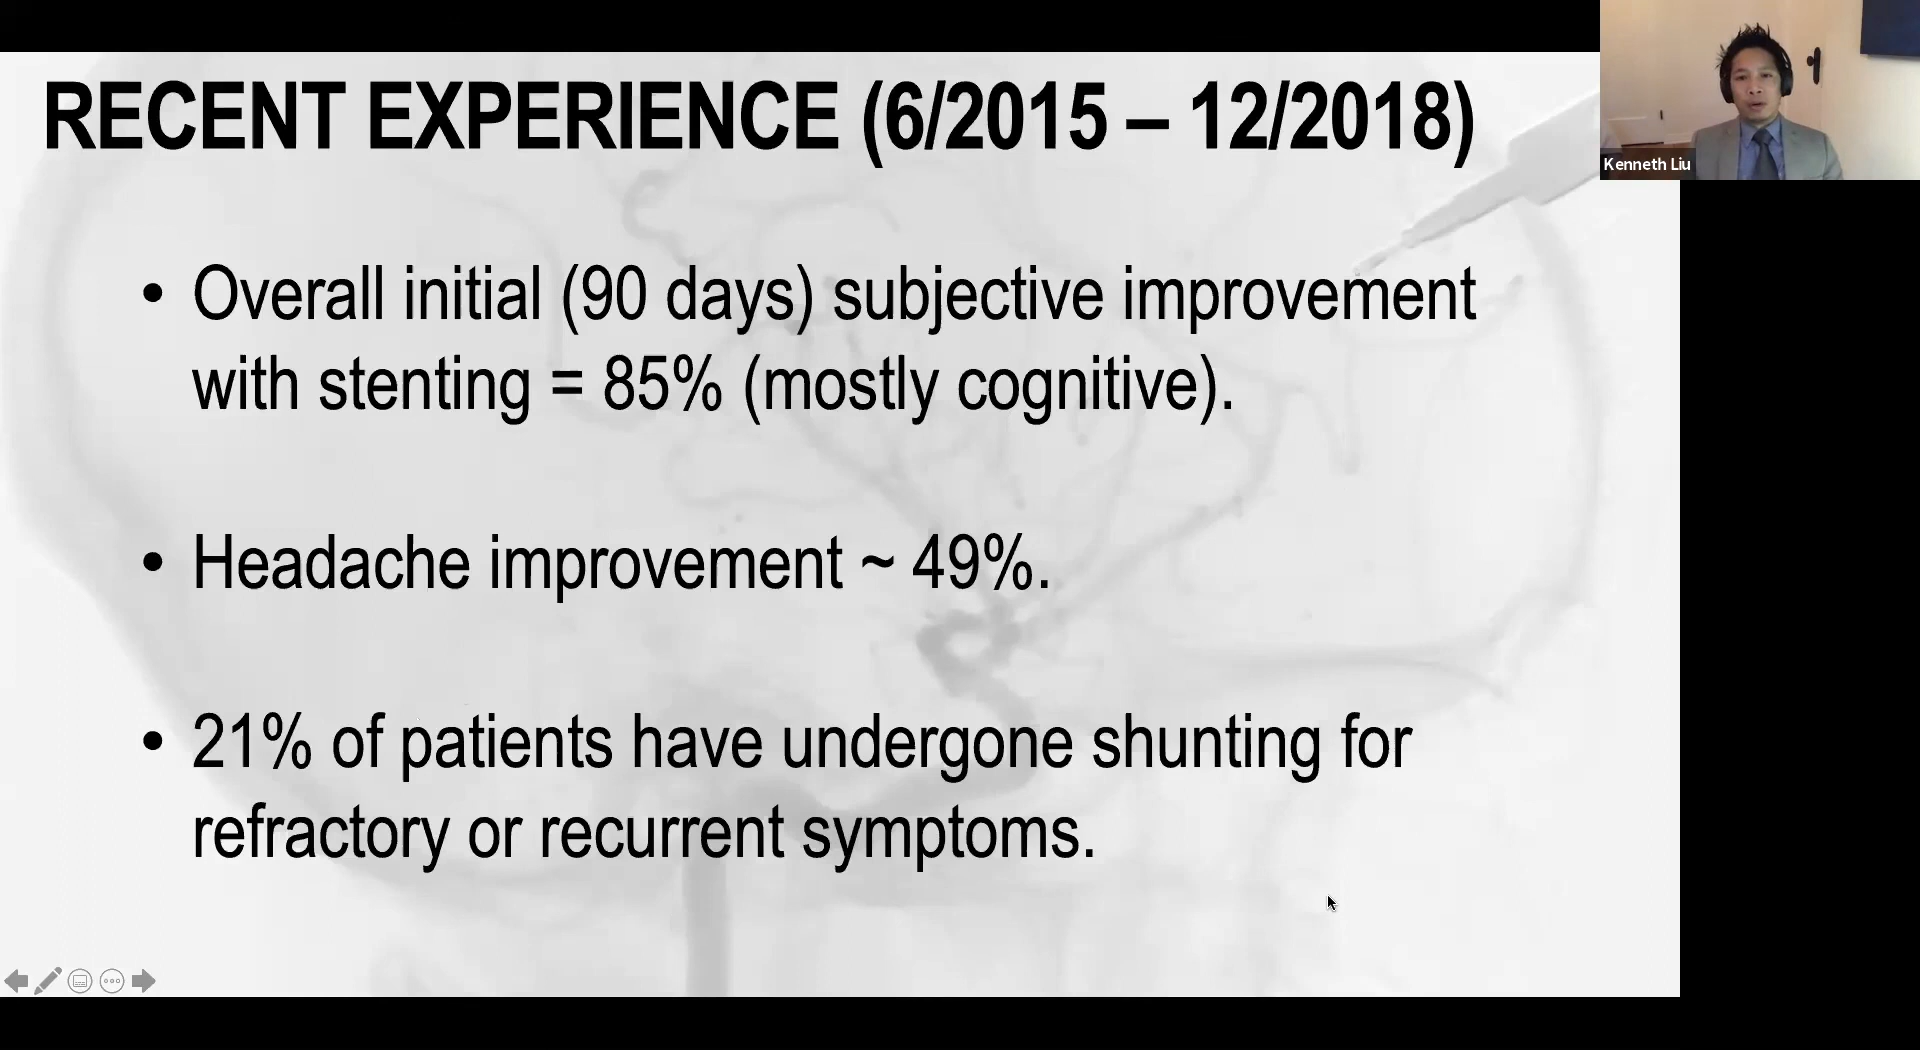 RECENT EXPERIENCE (6/2015 – 12/2018)
Kenneth Liu
• Overall initial (90 days) subjective improvement
with stenting = 85% (mostly cognitive).
• Headache improvement ~ 49%.
• 21% of patients have undergone shunting for
refractory or recurrent symptoms.